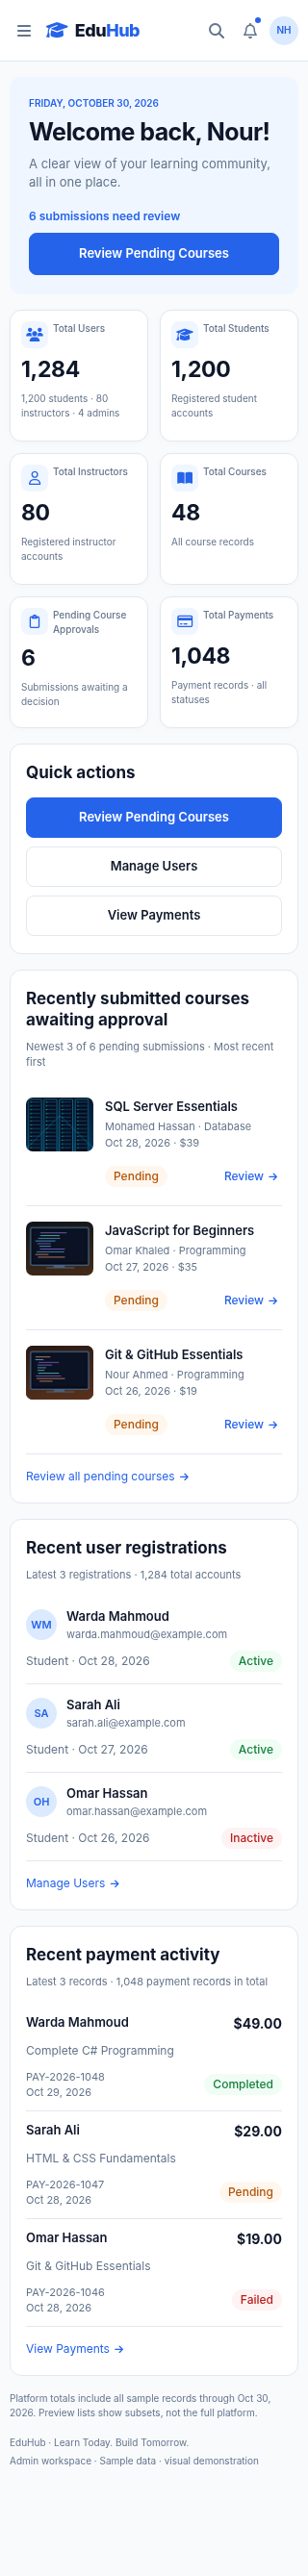 EduHub
NH
FRIDAY, OCTOBER 30, 2026
Welcome back, Nour!
A clear view of your learning community,
all in one place.
6 submissions need review
Review Pending Courses
Total Users
1,284
1,200 students · 80
instructors · 4 admins
Total Students
1,200
Registered student
accounts
Total Instructors
80
Registered instructor
accounts
Total Courses
48
All course records
Pending Course
Approvals
6
Submissions awaiting a
decision
Total Payments
1,048
Payment records · all
statuses
Quick actions
Review Pending Courses
Manage Users
View Payments
Recently submitted courses
awaiting approval
Newest 3 of 6 pending submissions · Most recent
first
SQL Server Essentials
Mohamed Hassan · Database
Oct 28, 2026 · $39
Pending
Review →
JavaScript for Beginners
Omar Khaled · Programming
Oct 27, 2026 · $35
Pending
Review →
Git & GitHub Essentials
Nour Ahmed · Programming
Oct 26, 2026 · $19
Pending
Review →
Review all pending courses →
Recent user registrations
Latest 3 registrations · 1,284 total accounts
WM
Warda Mahmoud
warda.mahmoud@example.com
Student · Oct 28, 2026
Active
SA
Sarah Ali
sarah.ali@example.com
Student · Oct 27, 2026
Active
OH
Omar Hassan
omar.hassan@example.com
Student · Oct 26, 2026
Inactive
Manage Users →
Recent payment activity
Latest 3 records · 1,048 payment records in total
Warda Mahmoud
$49.00
Complete C# Programming
PAY-2026-1048
Oct 29, 2026
Completed
Sarah Ali
$29.00
HTML & CSS Fundamentals
PAY-2026-1047
Oct 28, 2026
Pending
Omar Hassan
$19.00
Git & GitHub Essentials
PAY-2026-1046
Oct 28, 2026
Failed
View Payments →
Platform totals include all sample records through Oct 30,
2026. Preview lists show subsets, not the full platform.
EduHub · Learn Today. Build Tomorrow.
Admin workspace · Sample data · visual demonstration